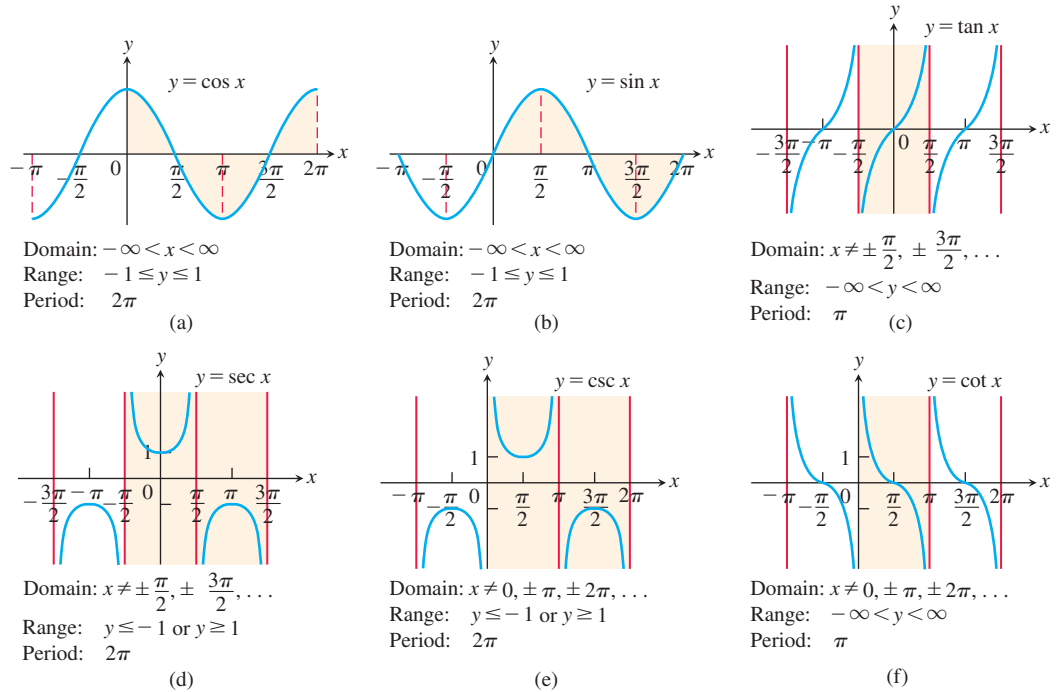 y
y = cos x
x
−π
−π/2
0
π/2
π
3π/2
2π
Domain: −∞ < x < ∞
Range: −1 ≤ y ≤ 1
Period: 2π
(a)
y
y = sin x
x
−π
−π/2
0
π/2
π
3π/2
2π
Domain: −∞ < x < ∞
Range: −1 ≤ y ≤ 1
Period: 2π
(b)
y
y = tan x
x
−3π/2
−π
−π/2
0
π/2
π
3π/2
Domain: x ≠ ± π/2, ± 3π/2, . . .
Range: −∞ < y < ∞
Period: π
(c)
y
y = sec x
1
x
−3π/2
−π
−π/2
0
π/2
π
3π/2
Domain: x ≠ ± π/2, ± 3π/2, . . .
Range: y ≤ −1 or y ≥ 1
Period: 2π
(d)
y
y = csc x
1
x
−π
−π/2
0
π/2
π
3π/2
2π
Domain: x ≠ 0, ± π, ± 2π, . . .
Range: y ≤ −1 or y ≥ 1
Period: 2π
(e)
y
y = cot x
1
x
−π
−π/2
0
π/2
π
3π/2
2π
Domain: x ≠ 0, ± π, ± 2π, . . .
Range: −∞ < y < ∞
Period: π
(f)